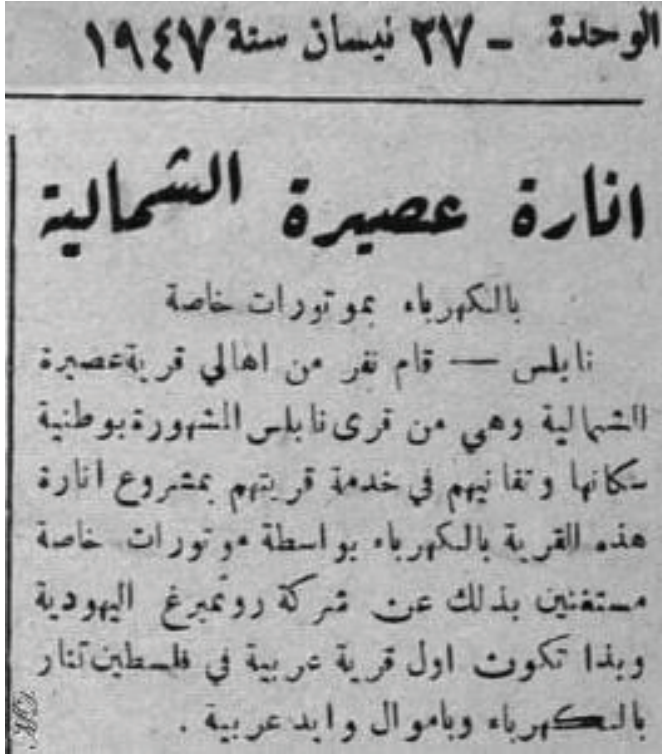 الوحدة - ٢٧ نيسان سنة ١٩٤٧
انارة عصيرة الشمالية
بالكهرباء بموتورات خاصة
نابلس — قام نفر من اهالي قرية عصيرة
الشمالية وهي من قرى نابلس الشهورة بوطنية
سكانها وتفانيهم في خدمة قريتهم بمشروع انارة
هذه القرية بالكهرباء بواسطة موتورات خاصة
مستغنين بذلك عن شركة روتمبرغ اليهودية
وبذا تكون اول قرية عربية في فلسطين تنار
بالكهرباء وباموال وايد عربية .